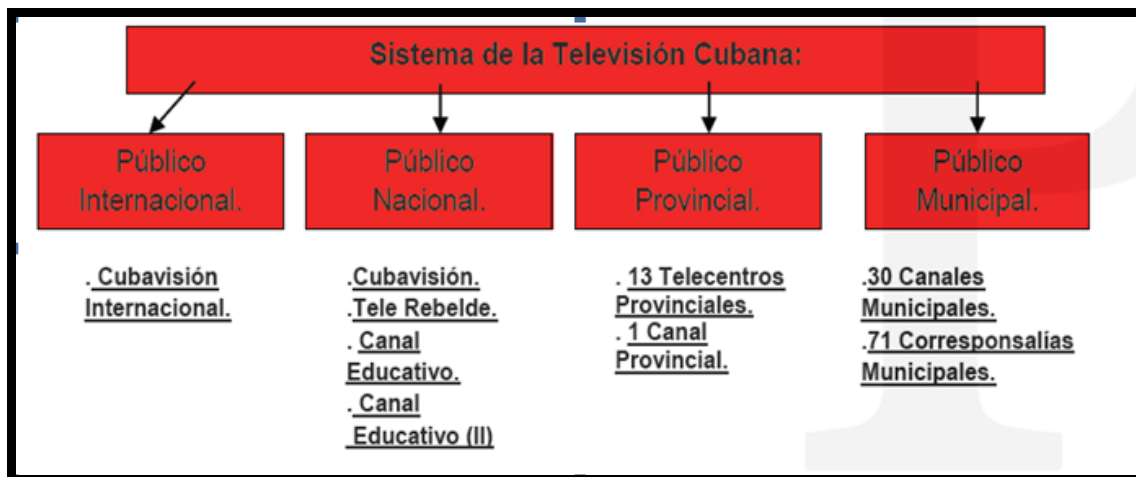 Sistema de la Televisión Cubana:
Público
Internacional.
Público
Nacional.
Público
Provincial.
Público
Municipal.
. Cubavisión
Internacional.
.Cubavisión.
.Tele Rebelde.
. Canal
Educativo.
. Canal
Educativo (II)
. 13 Telecentros
Provinciales.
. 1 Canal
Provincial.
.30 Canales
Municipales.
.71 Corresponsalías
Municipales.